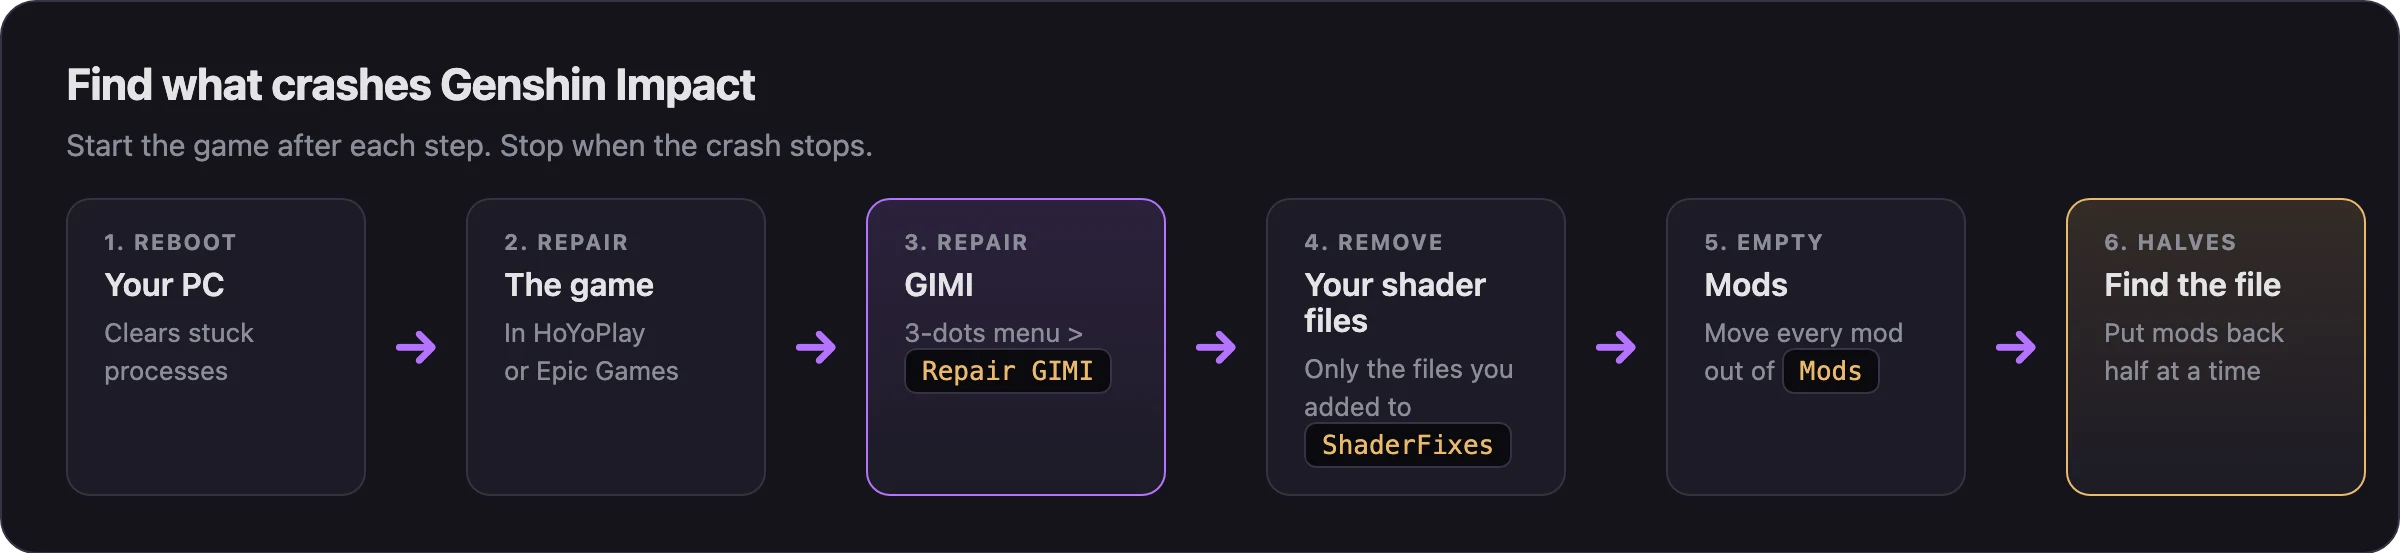 Find what crashes Genshin Impact
Start the game after each step. Stop when the crash stops.
1. REBOOT
Your PC
Clears stuck
processes
2. REPAIR
The game
In HoYoPlay
or Epic Games
3. REPAIR
GIMI
3-dots menu >
Repair GIMI
4. REMOVE
Your shader
files
Only the files you
added to
ShaderFixes
5. EMPTY
Mods
Move every mod
out of Mods
6. HALVES
Find the file
Put mods back
half at a time